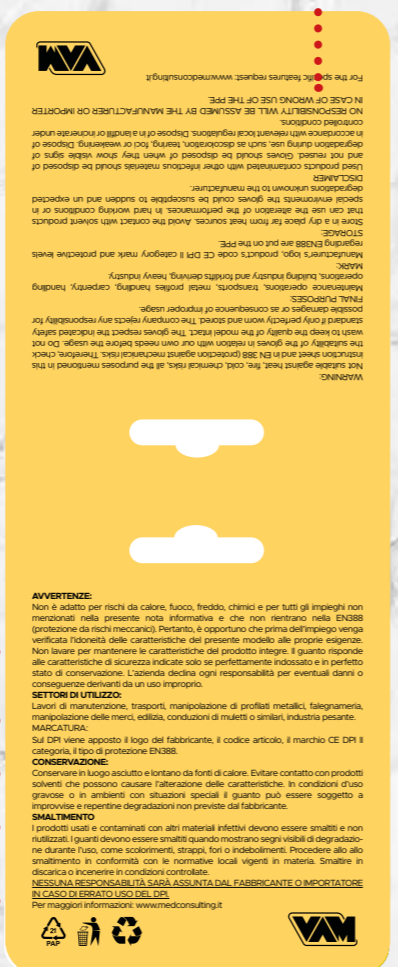 WARNING:
Not suitable against heat, fire, cold, chemical risks, all the purposes mentioned in this
instruction sheet and in EN 388 (protection against mechanical risks. Therefore, check
the suitability of the gloves in relation with our own needs before the usage. Do not
wash to keep the quality of the model intact. The gloves respect the indicated safety
standard if only perfectly worn and stored. The company rejects any responsibility for
possible damages or as consequence of improper usage.
FINAL PURPOSES:
Maintenance operations, transports, metal profiles handling, carpentry, handling
operations, building industry and forklifts deriving, heavy industry.
MARK:
Manufacturer's logo, product's code CE DPI II category mark and protective levels
regarding EN388 are put on the PPE.
STORAGE:
Store in a dry place far from heat sources. Avoid the contact with solvent products
that can use the alteration of the performances, in hard working conditions or in
special environments the gloves could be susceptible to sudden and un expected
degradations unknown to the manufacturer.
DISCLAIMER
Used products contaminated with other infectious materials should be disposed of
and not reused. Gloves should be disposed of when they show visible signs of
degradation during use, such as discoloration, tearing, foci or weakening. Dispose of
in accordance with relevant local regulations. Dispose of in a landfill or incinerate under
controlled conditions.
NO RESPONSIBILITY WILL BE ASSUMED BY THE MANUFACTURER OR IMPORTER
IN CASE OF WRONG USE OF THE PPE.
For the specific features request: www.medconsulting.it
VAM
AVVERTENZE:
Non è adatto per rischi da calore, fuoco, freddo, chimici e per tutti gli impieghi non
menzionati nella presente nota informativa e che non rientrano nella EN388
(protezione da rischi meccanici). Pertanto, è opportuno che prima dell'impiego venga
verificata l'idoneità delle caratteristiche del presente modello alle proprie esigenze.
Non lavare per mantenere le caratteristiche del prodotto integre. Il guanto risponde
alle caratteristiche di sicurezza indicate solo se perfettamente indossato e in perfetto
stato di conservazione. L'azienda declina ogni responsabilità per eventuali danni o
conseguenze derivanti da un uso improprio.
SETTORI DI UTILIZZO:
Lavori di manutenzione, trasporti, manipolazione di profilati metallici, falegnameria,
manipolazione delle merci, edilizia, conduzioni di muletti o similari, industria pesante.
MARCATURA:
Sul DPI viene apposto il logo del fabbricante, il codice articolo, il marchio CE DPI II
categoria, il tipo di protezione EN388.
CONSERVAZIONE:
Conservare in luogo asciutto e lontano da fonti di calore. Evitare contatto con prodotti
solventi che possono causare l'alterazione delle caratteristiche. In condizioni d'uso
gravose o in ambienti con situazioni speciali il guanto può essere soggetto a
improvvise e repentine degradazioni non previste dal fabbricante.
SMALTIMENTO
I prodotti usati e contaminati con altri materiali infettivi devono essere smaltiti e non
riutilizzati. I guanti devono essere smaltiti quando mostrano segni visibili di degradazio-
ne durante l'uso, come scolorimenti, strappi, fori o indebolimenti. Procedere allo allo
smaltimento in conformità con le normative locali vigenti in materia. Smaltire in
discarica o incenerire in condizioni controllate.
NESSUNA RESPONSABILITÀ SARÀ ASSUNTA DAL FABBRICANTE O IMPORTATORE
IN CASO DI ERRATO USO DEL DPI.
Per maggiori informazioni: www.medconsulting.it
21
PAP
VAM